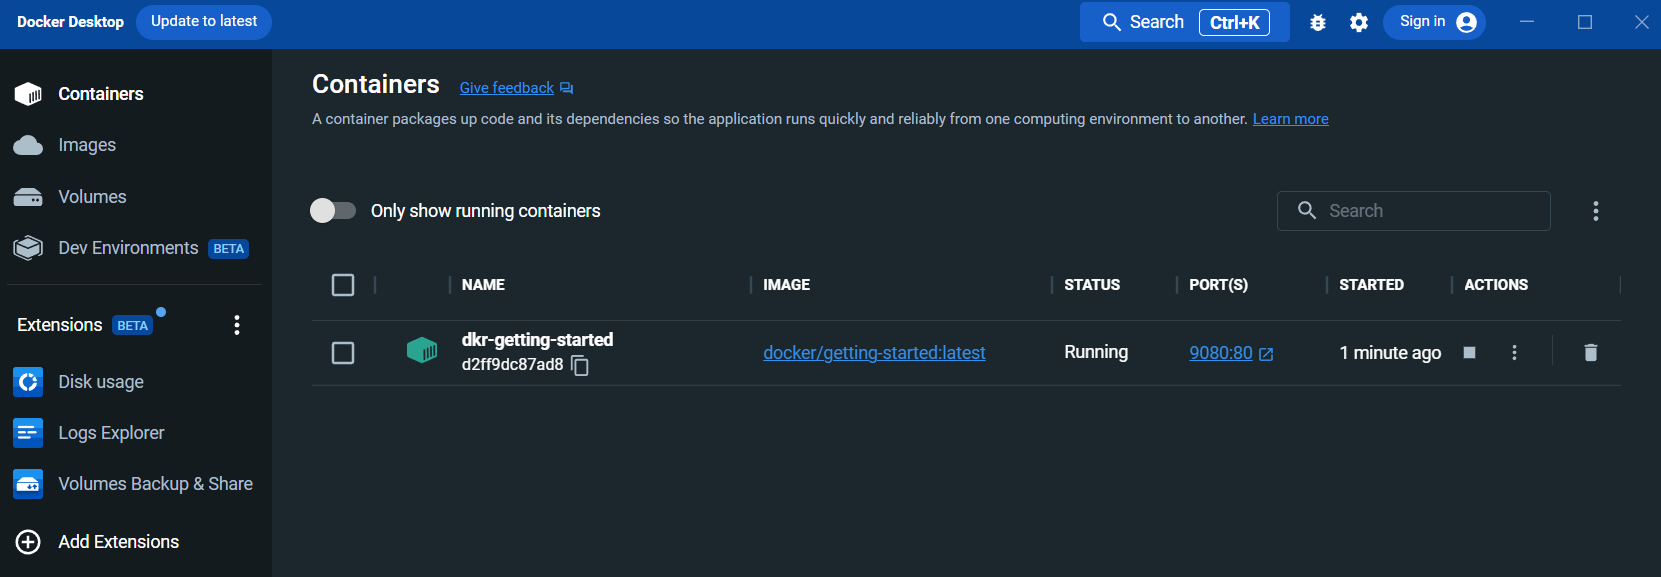 Docker Desktop Update to latest Search Ctrl+K Sign in
Containers
Images
Volumes
Dev Environments BETA
Extensions BETA
Disk usage
Logs Explorer
Volumes Backup & Share
Add Extensions
Containers Give feedback
A container packages up code and its dependencies so the application runs quickly and reliably from one computing environment to another. Learn more
Only show running containers Search
NAME IMAGE STATUS PORT(S) STARTED ACTIONS
dkr-getting-started
d2ff9dc87ad8 docker/getting-started:latest Running 9080:80 1 minute ago